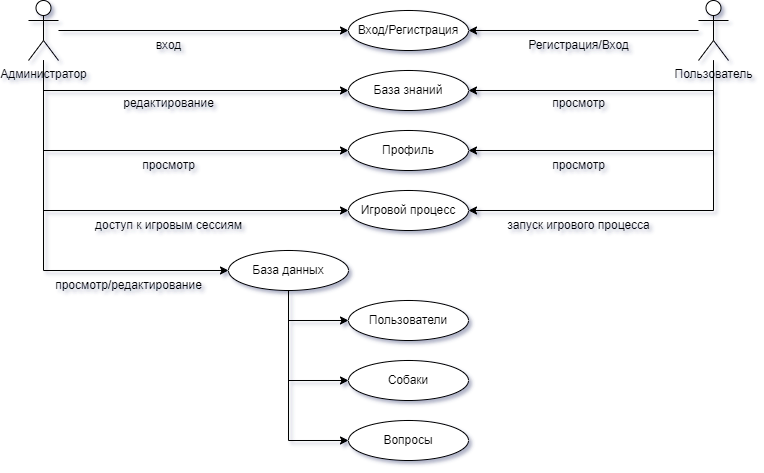 Вход/Регистрация
вход
Регистрация/Вход
Администратор
Пользователь
База знаний
редактирование
просмотр
Профиль
просмотр
просмотр
Игровой процесс
доступ к игровым сессиям
запуск игрового процесса
База данных
просмотр/редактирование
Пользователи
Собаки
Вопросы